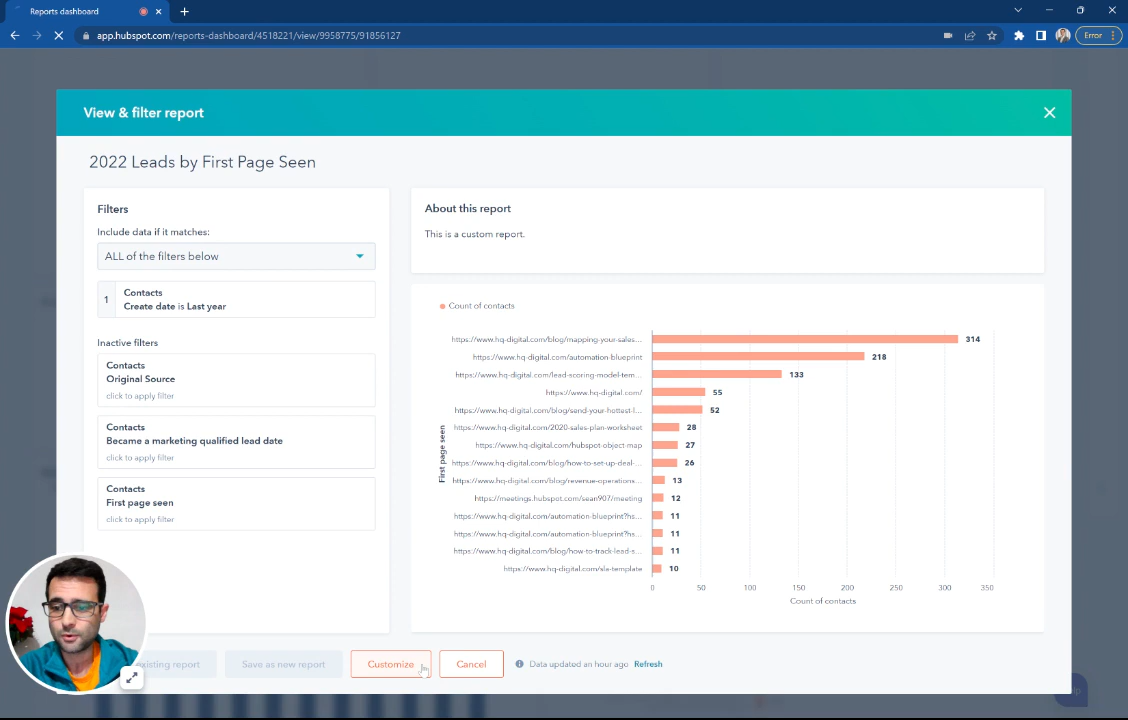 Reports dashboard
app.hubspot.com/reports-dashboard/4518221/view/9958775/91856127
Error
View & filter report
2022 Leads by First Page Seen
Filters
Include data if it matches:
ALL of the filters below
1
Contacts
Create date is Last year
Inactive filters
Contacts
Original Source
click to apply filter
Contacts
Became a marketing qualified lead date
click to apply filter
Contacts
First page seen
click to apply filter
About this report
This is a custom report.
Count of contacts
First page seen
https://www.hq-digital.com/blog/mapping-your-sales... 314
https://www.hq-digital.com/automation-blueprint 218
https://www.hq-digital.com/lead-scoring-model-tem... 133
https://www.hq-digital.com/ 55
https://www.hq-digital.com/blog/send-your-hottest-l... 52
https://www.hq-digital.com/2020-sales-plan-worksheet 28
https://www.hq-digital.com/hubspot-object-map 27
https://www.hq-digital.com/blog/how-to-set-up-deal-... 26
https://www.hq-digital.com/blog/revenue-operations... 13
https://meetings.hubspot.com/sean907/meeting 12
https://www.hq-digital.com/automation-blueprint?hs... 11
https://www.hq-digital.com/automation-blueprint?hs... 11
https://www.hq-digital.com/blog/how-to-track-lead-s... 11
https://www.hq-digital.com/sla-template 10
0 50 100 150 200 250 300 350
Count of contacts
existing report
Save as new report
Customize
Cancel
Data updated an hour ago
Refresh